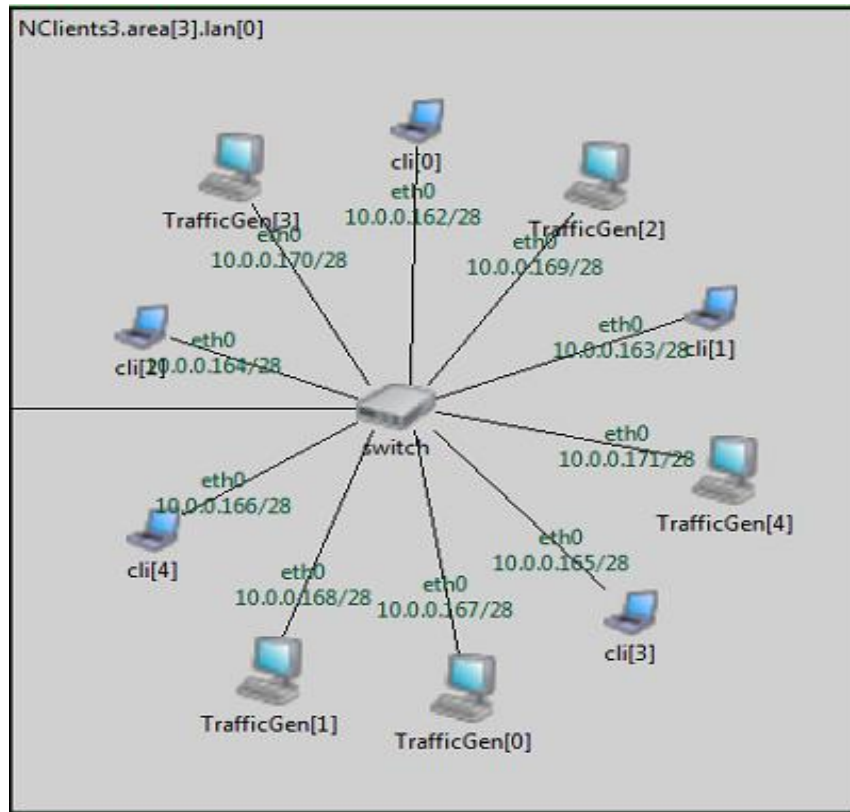 NClients3.area[3].lan[0]
cli[0]
eth0
10.0.0.162/28
TrafficGen[3]
eth0
10.0.0.170/28
TrafficGen[2]
eth0
10.0.0.169/28
cli[1]
eth0
10.0.0.163/28
cli[2]
eth0
10.0.0.164/28
switch
eth0
10.0.0.171/28
TrafficGen[4]
eth0
10.0.0.166/28
cli[4]
eth0
10.0.0.165/28
cli[3]
eth0
10.0.0.168/28
TrafficGen[1]
eth0
10.0.0.167/28
TrafficGen[0]